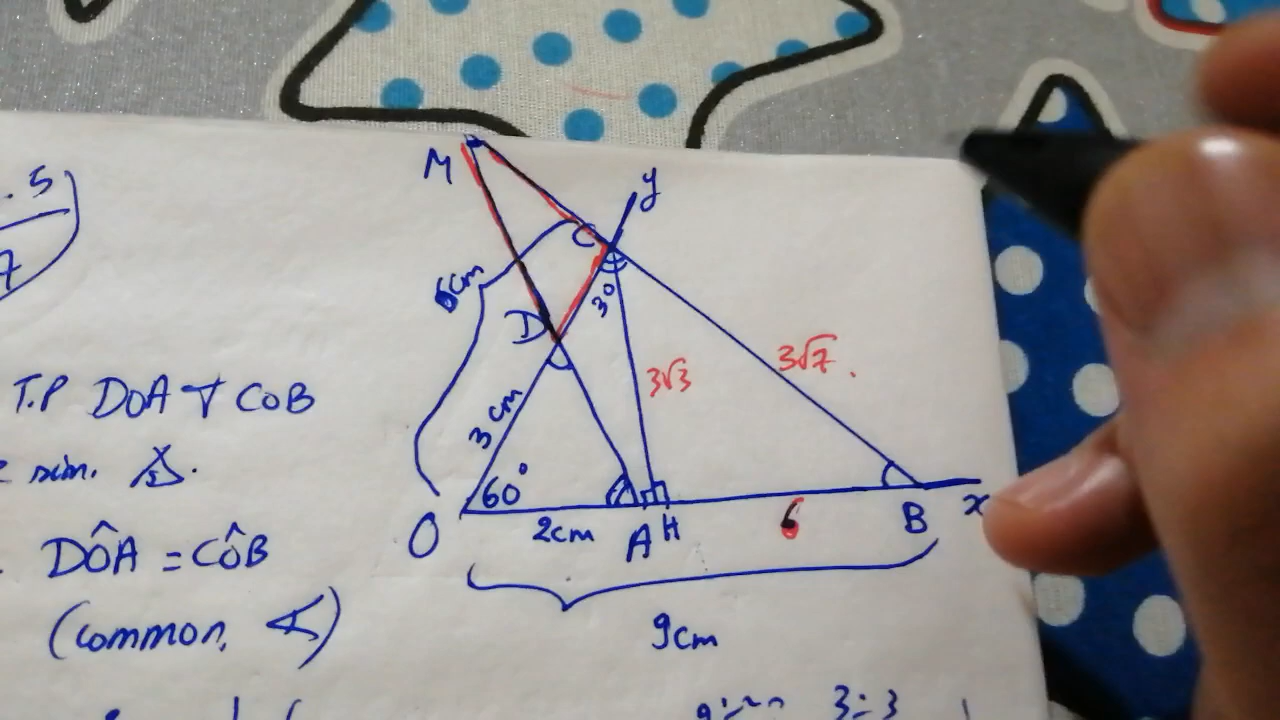 .5
7
T.P DOA & COB
sim. Δs.
DÔA = CÔB
(common, ∢)
M
y
C
6cm
D
30
3√3
3√7.
3 cm
60°
O
2cm
A
H
6
B
x
9cm